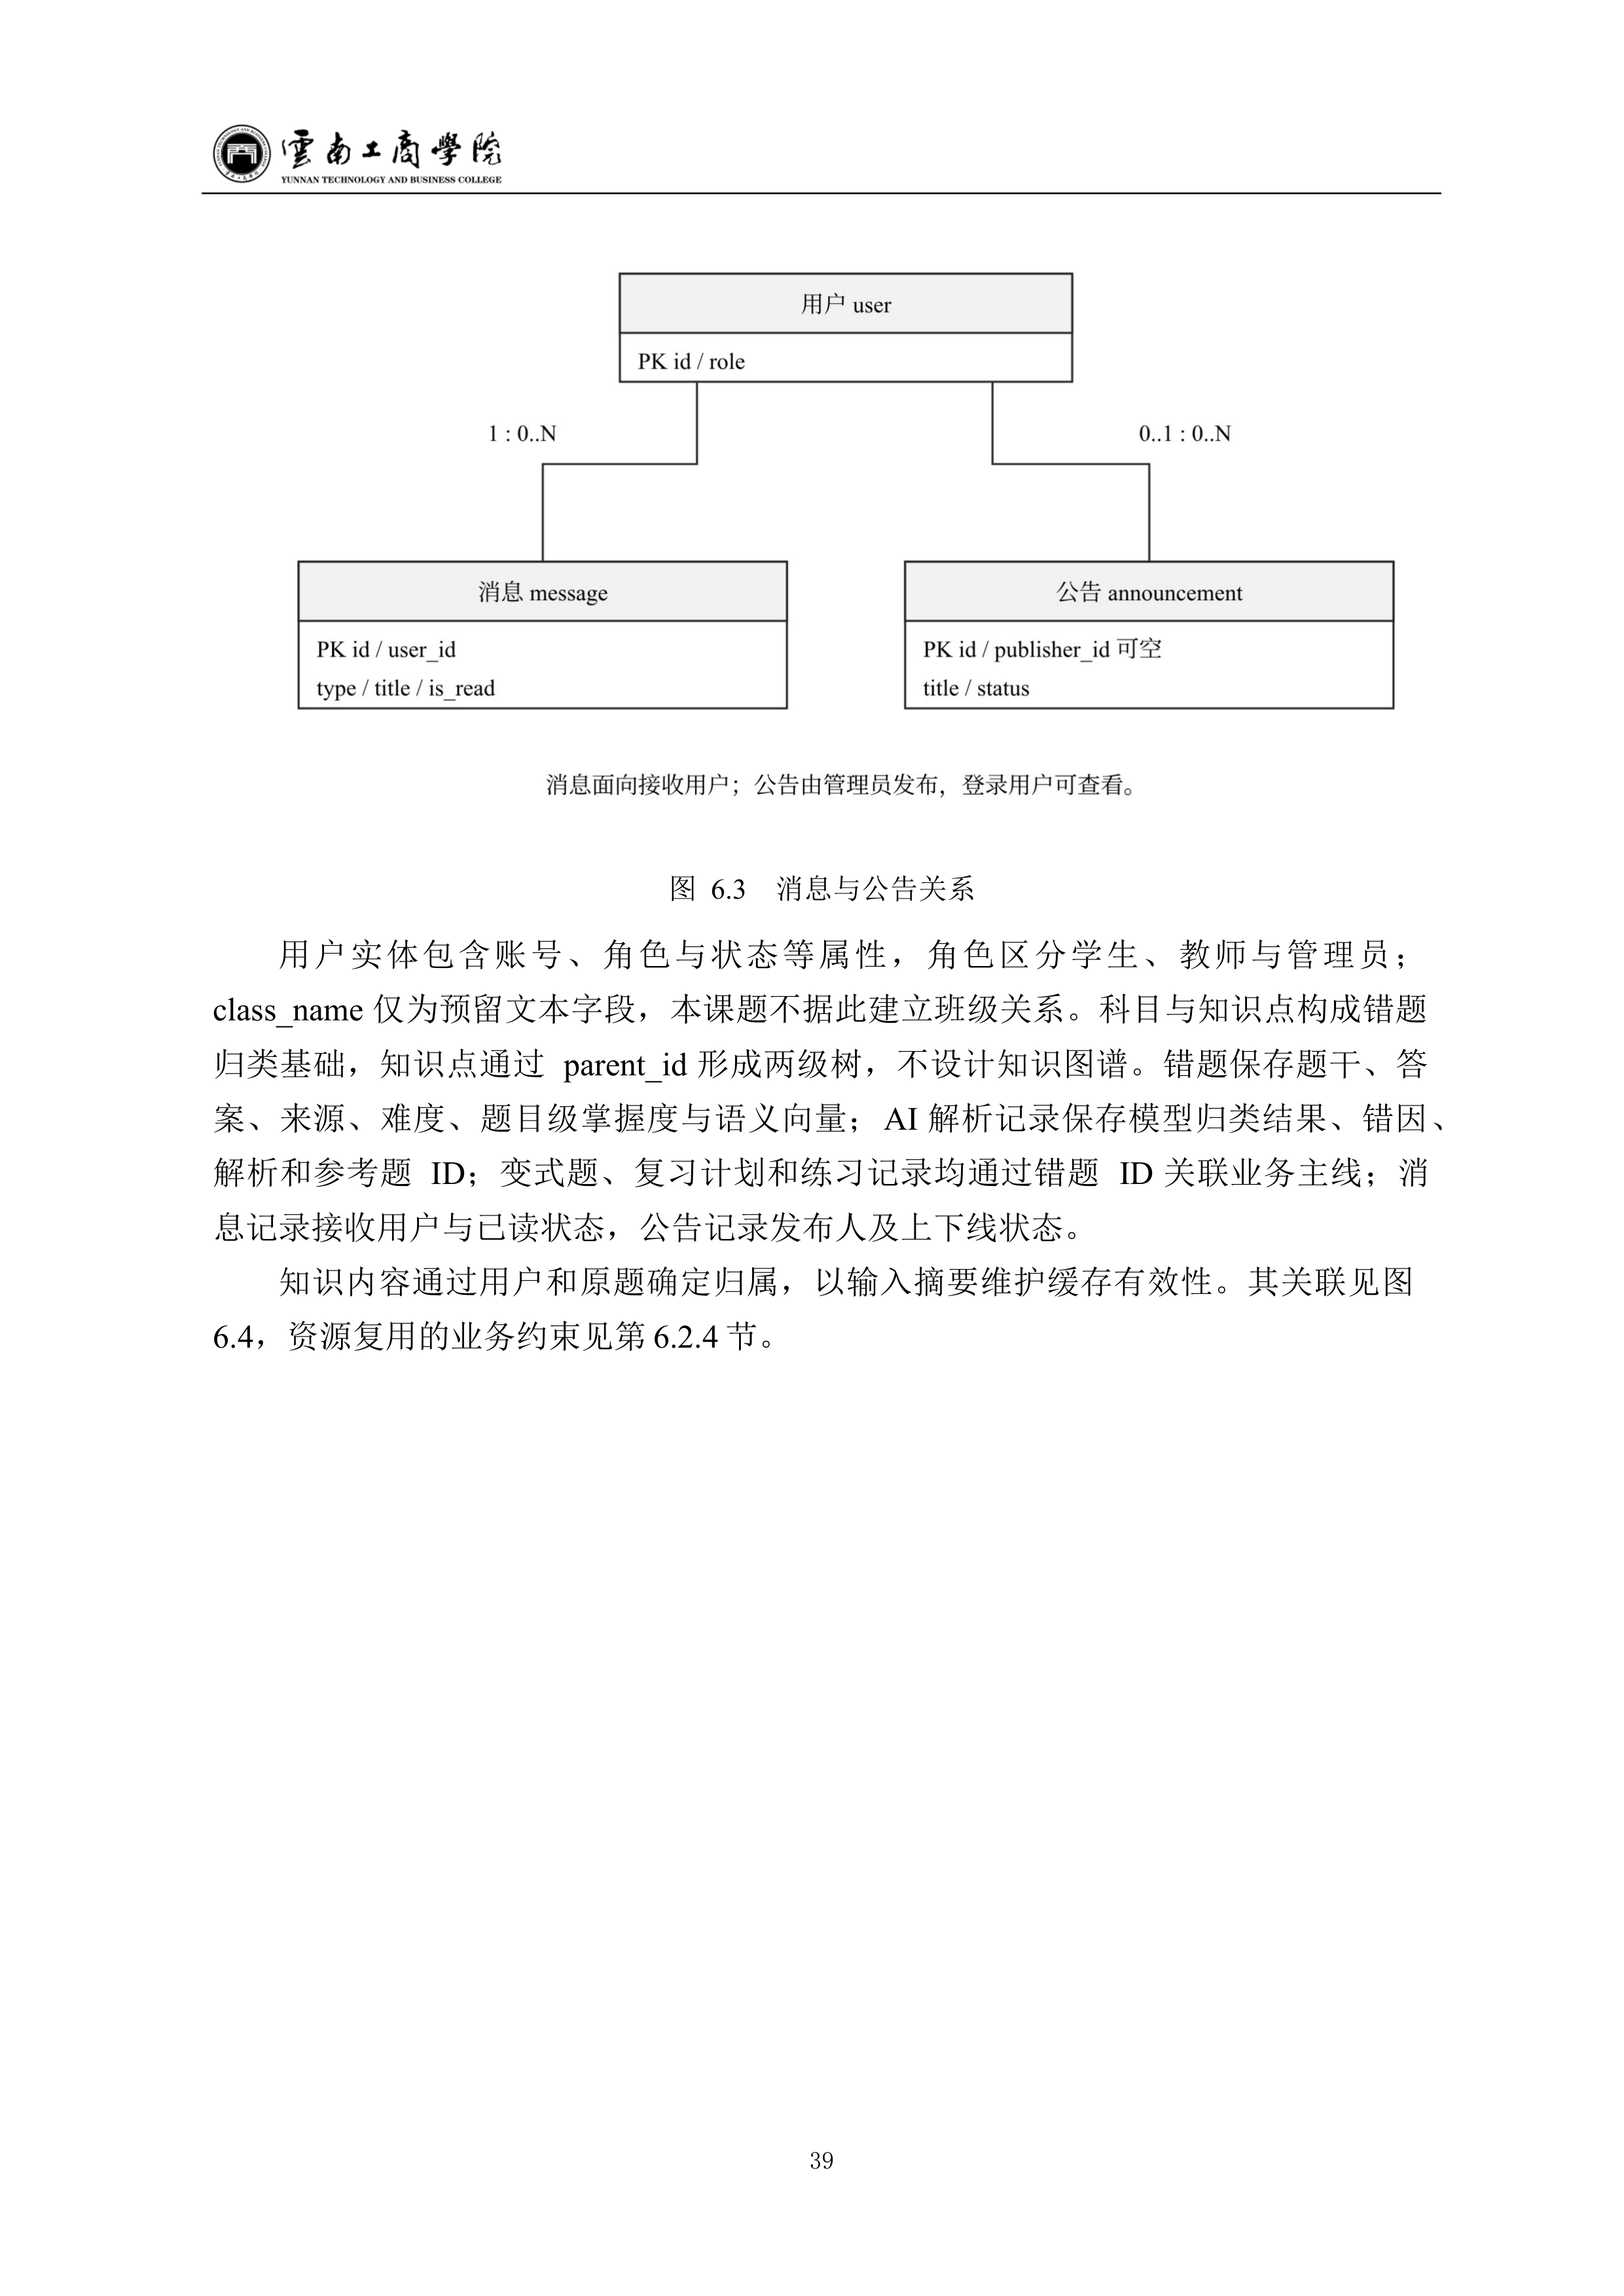 雲南工商學院
YUNNAN TECHNOLOGY AND BUSINESS COLLEGE
用户 user
PK id / role
1 : 0..N
0..1 : 0..N
消息 message
PK id / user_id
type / title / is_read
公告 announcement
PK id / publisher_id 可空
title / status
消息面向接收用户；公告由管理员发布，登录用户可查看。
图 6.3 消息与公告关系
用户实体包含账号、角色与状态等属性，角色区分学生、教师与管理员；
class_name 仅为预留文本字段，本课题不据此建立班级关系。科目与知识点构成错题
归类基础，知识点通过 parent_id 形成两级树，不设计知识图谱。错题保存题干、答
案、来源、难度、题目级掌握度与语义向量；AI 解析记录保存模型归类结果、错因、
解析和参考题 ID；变式题、复习计划和练习记录均通过错题 ID 关联业务主线；消
息记录接收用户与已读状态，公告记录发布人及上下线状态。
知识内容通过用户和原题确定归属，以输入摘要维护缓存有效性。其关联见图
6.4，资源复用的业务约束见第 6.2.4 节。
39